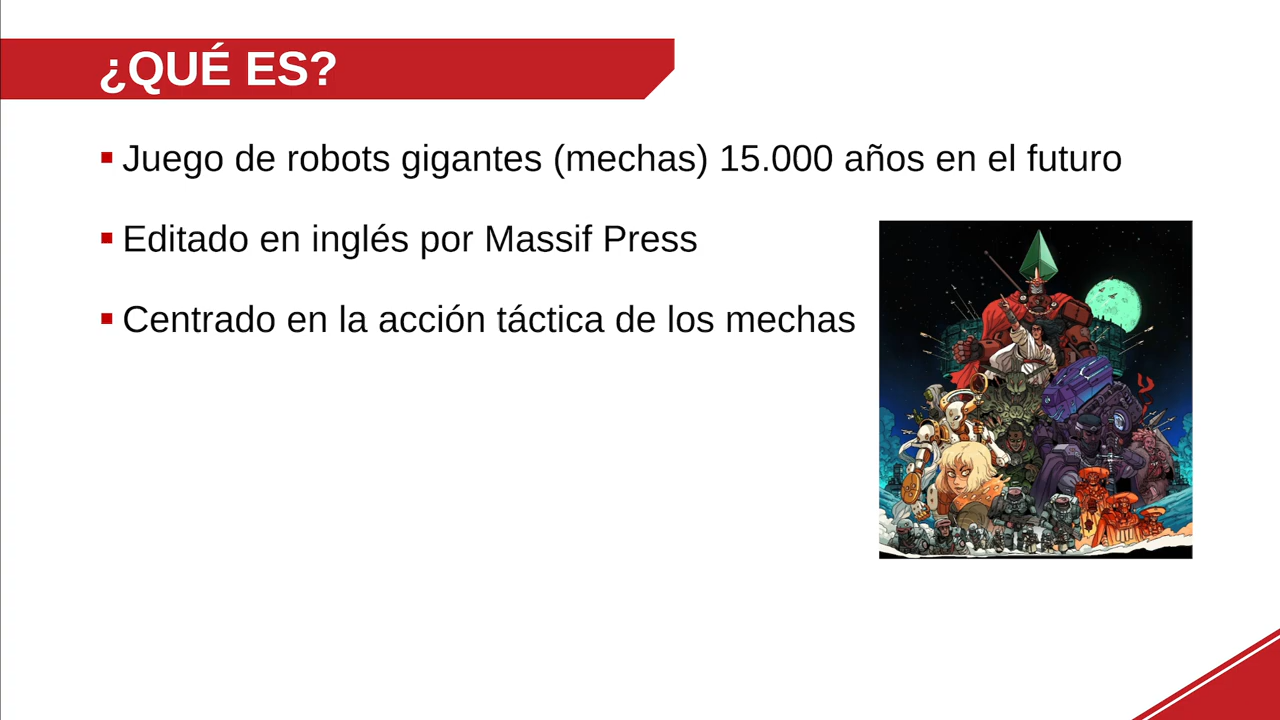 ¿QUÉ ES?
Juego de robots gigantes (mechas) 15.000 años en el futuro
Editado en inglés por Massif Press
Centrado en la acción táctica de los mechas